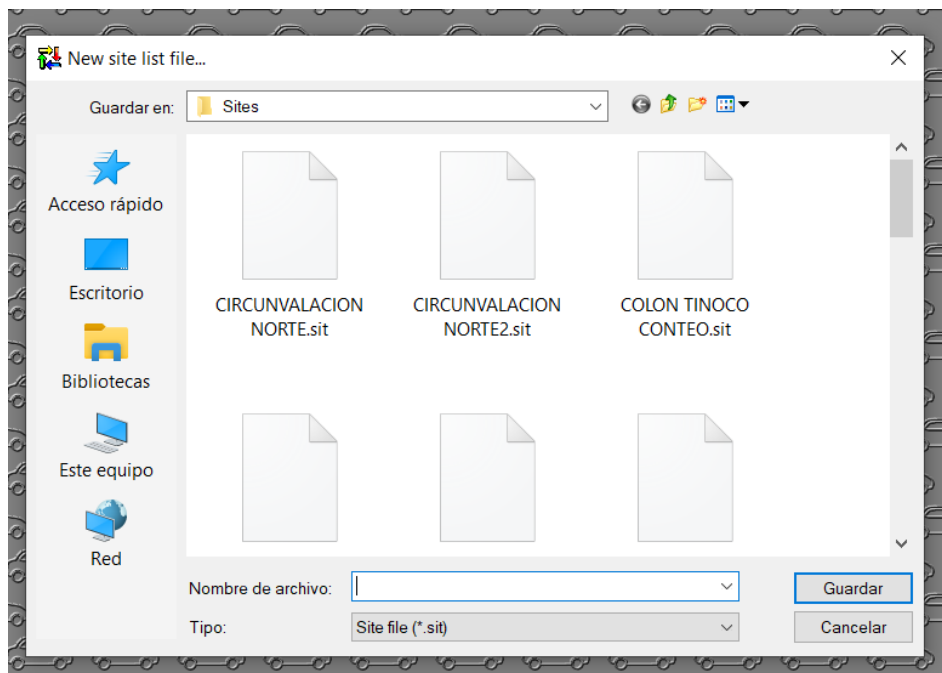 New site list file...
Guardar en:
Sites
Acceso rápido
Escritorio
Bibliotecas
Este equipo
Red
CIRCUNVALACION
NORTE.sit
CIRCUNVALACION
NORTE2.sit
COLON TINOCO
CONTEO.sit
Nombre de archivo:
Guardar
Tipo:
Site file (*.sit)
Cancelar